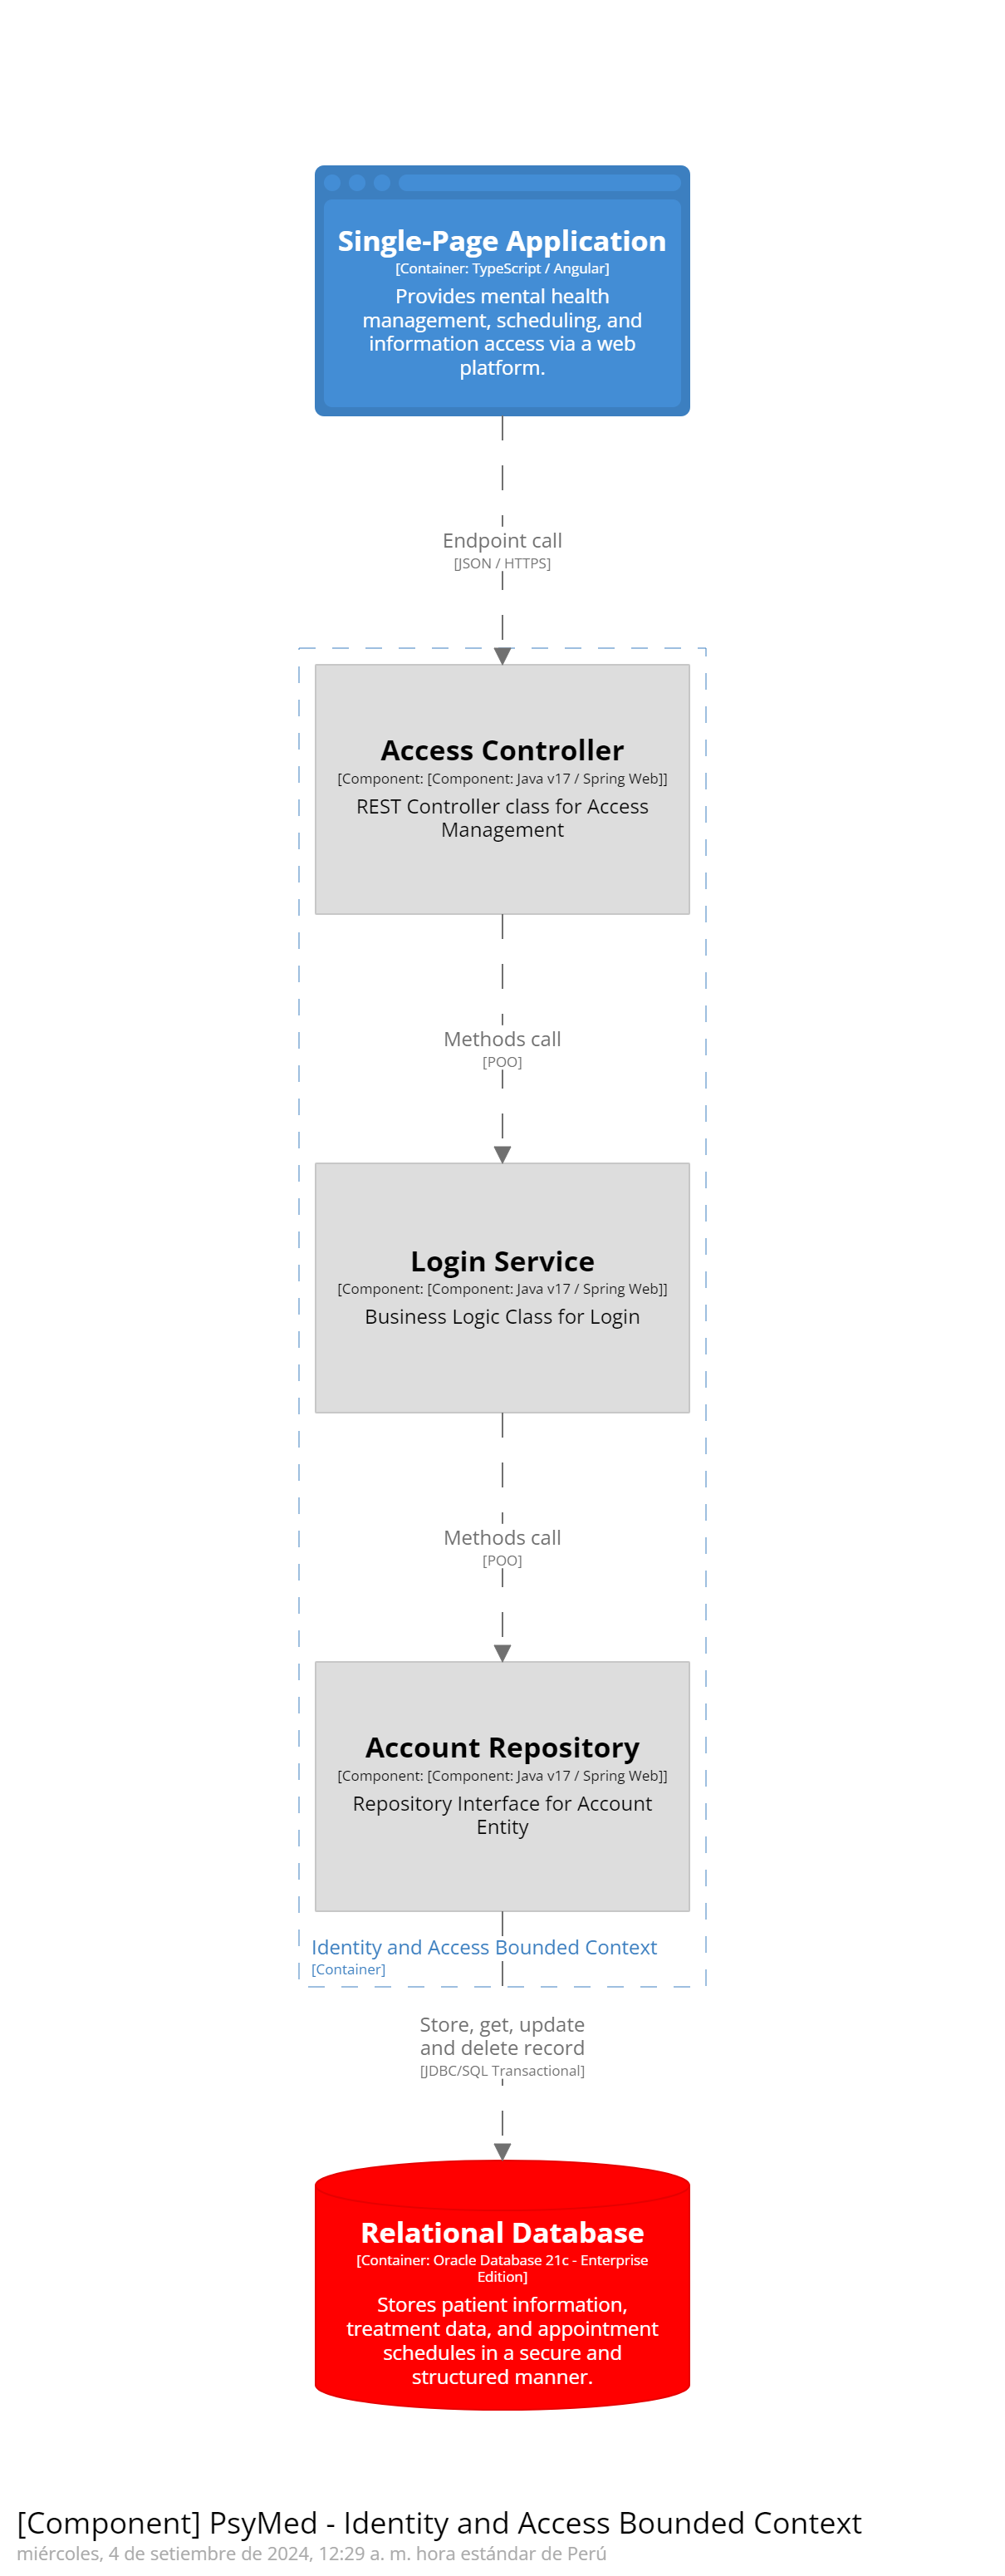 Single-Page Application
[Container: TypeScript / Angular]
Provides mental health
management, scheduling, and
information access via a web
platform.
Endpoint call
[JSON / HTTPS]
Access Controller
[Component: [Component: Java v17 / Spring Web]]
REST Controller class for Access
Management
Methods call
[POO]
Login Service
[Component: [Component: Java v17 / Spring Web]]
Business Logic Class for Login
Methods call
[POO]
Account Repository
[Component: [Component: Java v17 / Spring Web]]
Repository Interface for Account
Entity
Identity and Access Bounded Context
[Container]
Store, get, update
and delete record
[JDBC/SQL Transactional]
Relational Database
[Container: Oracle Database 21c - Enterprise
Edition]
Stores patient information,
treatment data, and appointment
schedules in a secure and
structured manner.
[Component] PsyMed - Identity and Access Bounded Context
miércoles, 4 de setiembre de 2024, 12:29 a. m. hora estándar de Perú